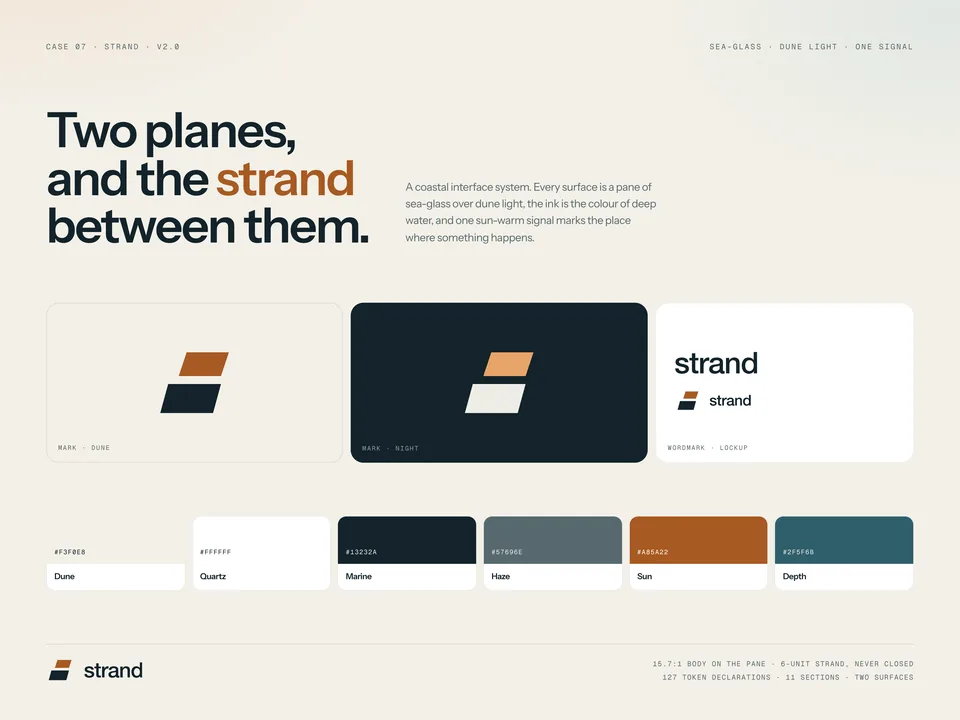 CASE 07 · STRAND · V2.0
SEA-GLASS · DUNE LIGHT · ONE SIGNAL
Two planes,
and the strand
between them.
A coastal interface system. Every surface is a pane of
sea-glass over dune light, the ink is the colour of deep
water, and one sun-warm signal marks the place
where something happens.
MARK · DUNE
MARK · NIGHT
strand
strand
WORDMARK · LOCKUP
#F3F0E8
Dune
#FFFFFF
Quartz
#13232A
Marine
#57696E
Haze
#A85A22
Sun
#2F5F6B
Depth
strand
15.7:1 BODY ON THE PANE · 6-UNIT STRAND, NEVER CLOSED
127 TOKEN DECLARATIONS · 11 SECTIONS · TWO SURFACES